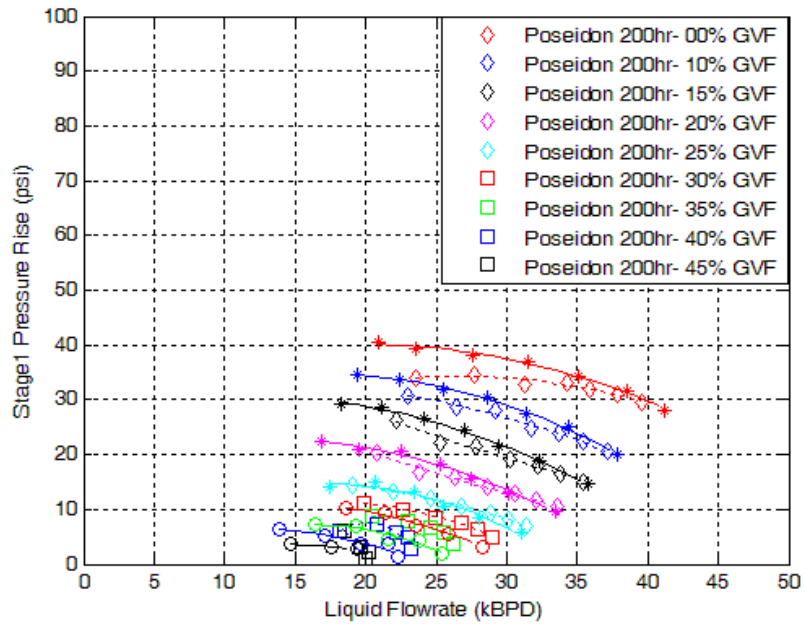 100
90
80
70
60
50
40
30
20
10
0
Stage1 Pressure Rise (psi)
Poseidon 200hr- 00% GVF
Poseidon 200hr- 10% GVF
Poseidon 200hr- 15% GVF
Poseidon 200hr- 20% GVF
Poseidon 200hr- 25% GVF
Poseidon 200hr- 30% GVF
Poseidon 200hr- 35% GVF
Poseidon 200hr- 40% GVF
Poseidon 200hr- 45% GVF
0 5 10 15 20 25 30 35 40 45 50
Liquid Flowrate (kBPD)